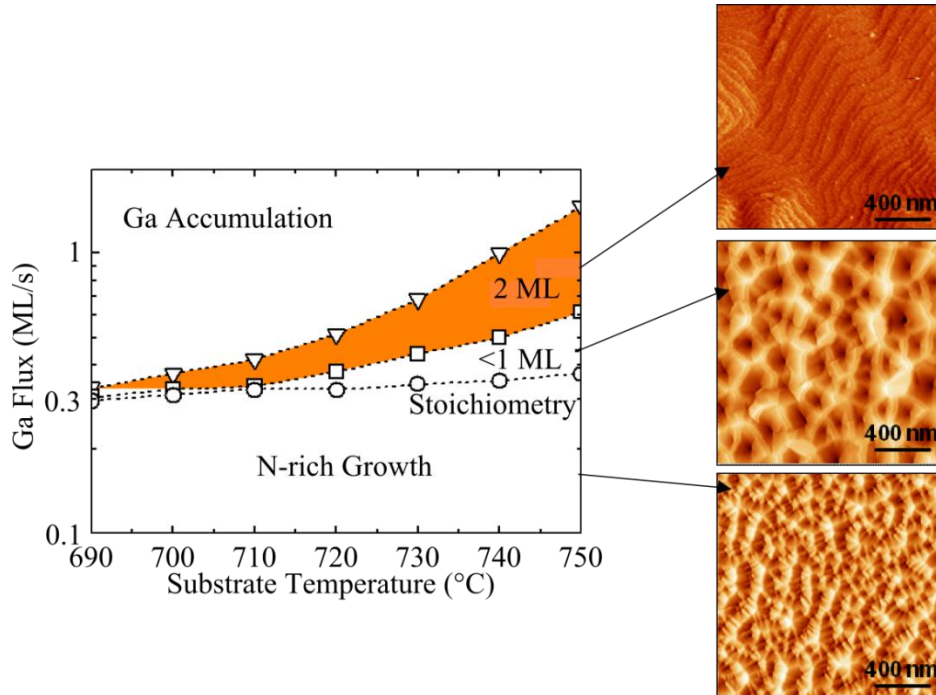 Ga Accumulation
1
2 ML
<1 ML
0.3
Stoichiometry
N-rich Growth
0.1
Ga Flux (ML/s)
690 700 710 720 730 740 750
Substrate Temperature (°C)
400 nm
400 nm
400 nm